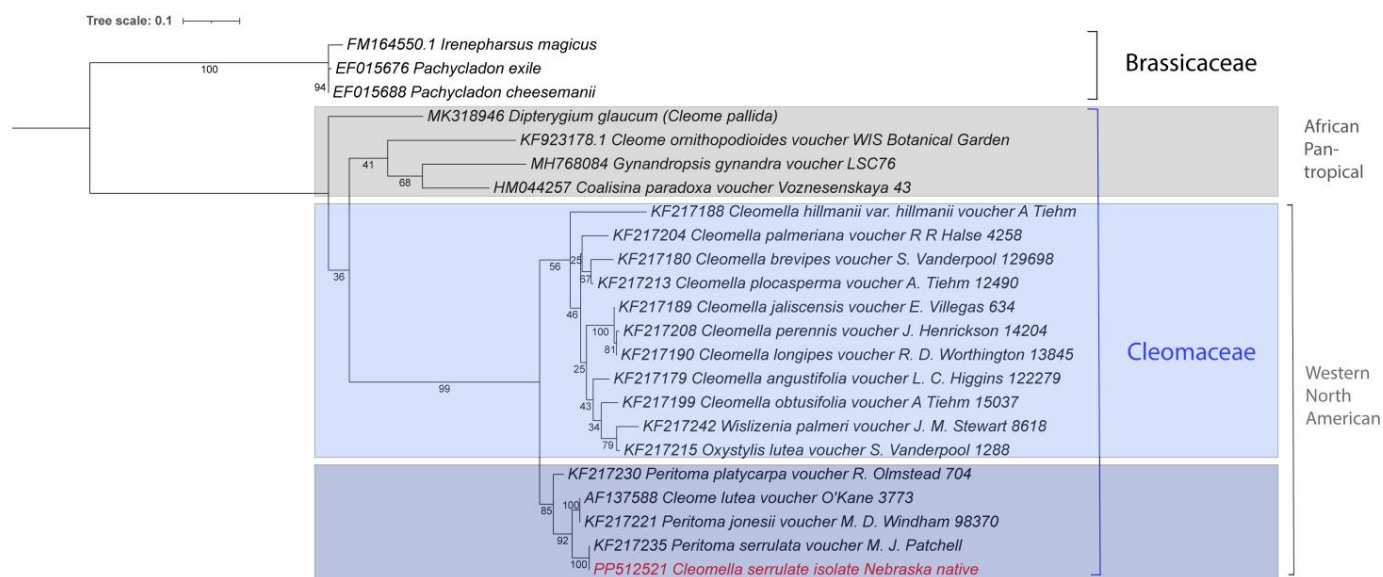 Tree scale: 0.1
FM164550.1 Irenepharsus magicus
100
EF015676 Pachycladon exile
Brassicaceae
94
EF015688 Pachycladon cheesemanii
MK318946 Dipterygium glaucum (Cleome pallida)
African
Pan-
tropical
KF923178.1 Cleome ornithopodioides voucher WIS Botanical Garden
41
MH768084 Gynandropsis gynandra voucher LSC76
68
HM044257 Coalisina paradoxa voucher Voznesenskaya 43
KF217188 Cleomella hillmanii var. hillmanii voucher A Tiehm
KF217204 Cleomella palmeriana voucher R R Halse 4258
56
25
KF217180 Cleomella brevipes voucher S. Vanderpool 129698
36
67
KF217213 Cleomella plocasperma voucher A. Tiehm 12490
KF217189 Cleomella jaliscensis voucher E. Villegas 634
46
100
KF217208 Cleomella perennis voucher J. Henrickson 14204
81
KF217190 Cleomella longipes voucher R. D. Worthington 13845
Cleomaceae
25
KF217179 Cleomella angustifolia voucher L. C. Higgins 122279
99
Western
North
American
43
KF217199 Cleomella obtusifolia voucher A Tiehm 15037
34
KF217242 Wislizenia palmeri voucher J. M. Stewart 8618
79
KF217215 Oxystylis lutea voucher S. Vanderpool 1288
KF217230 Peritoma platycarpa voucher R. Olmstead 704
AF137588 Cleome lutea voucher O'Kane 3773
100
85
KF217221 Peritoma jonesii voucher M. D. Windham 98370
92
KF217235 Peritoma serrulata voucher M. J. Patchell
100
PP512521 Cleomella serrulate isolate Nebraska native